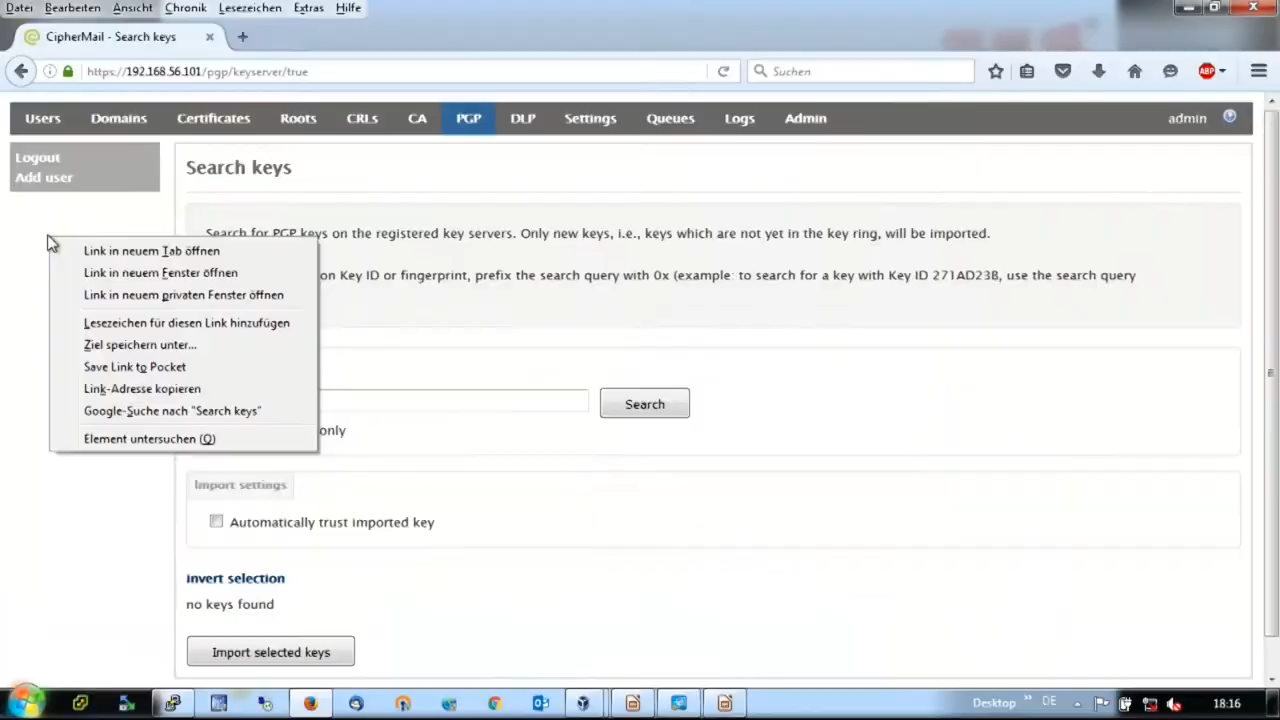 Datei Bearbeiten Ansicht Chronik Lesezeichen Extras Hilfe
CipherMail - Search keys
https://192.168.56.101/pgp/keyserver/true
Suchen
ABP
Users Domains Certificates Roots CRLs CA PGP DLP Settings Queues Logs Admin admin
Logout
Add user
Search keys
Search for PGP keys on the registered key servers. Only new keys, i.e., keys which are not yet in the key ring, will be imported.
on Key ID or fingerprint, prefix the search query with 0x (example: to search for a key with Key ID 271AD23B, use the search query
Link in neuem Tab öffnen
Link in neuem Fenster öffnen
Link in neuem privaten Fenster öffnen
Lesezeichen für diesen Link hinzufügen
Ziel speichern unter...
Save Link to Pocket
Link-Adresse kopieren
Google-Suche nach "Search keys"
Element untersuchen (Q)
Search
only
Import settings
Automatically trust imported key
invert selection
no keys found
Import selected keys
Desktop DE 18:16